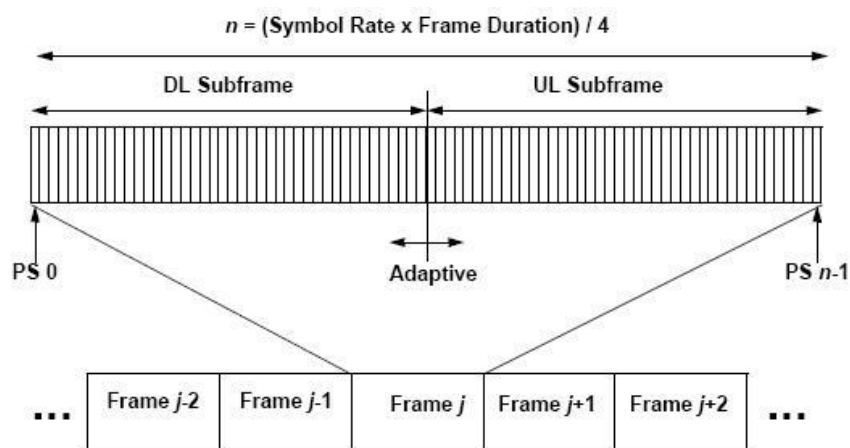 n = (Symbol Rate x Frame Duration) / 4
DL Subframe UL Subframe
PS 0 Adaptive PS n-1
... Frame j-2 Frame j-1 Frame j Frame j+1 Frame j+2 ...